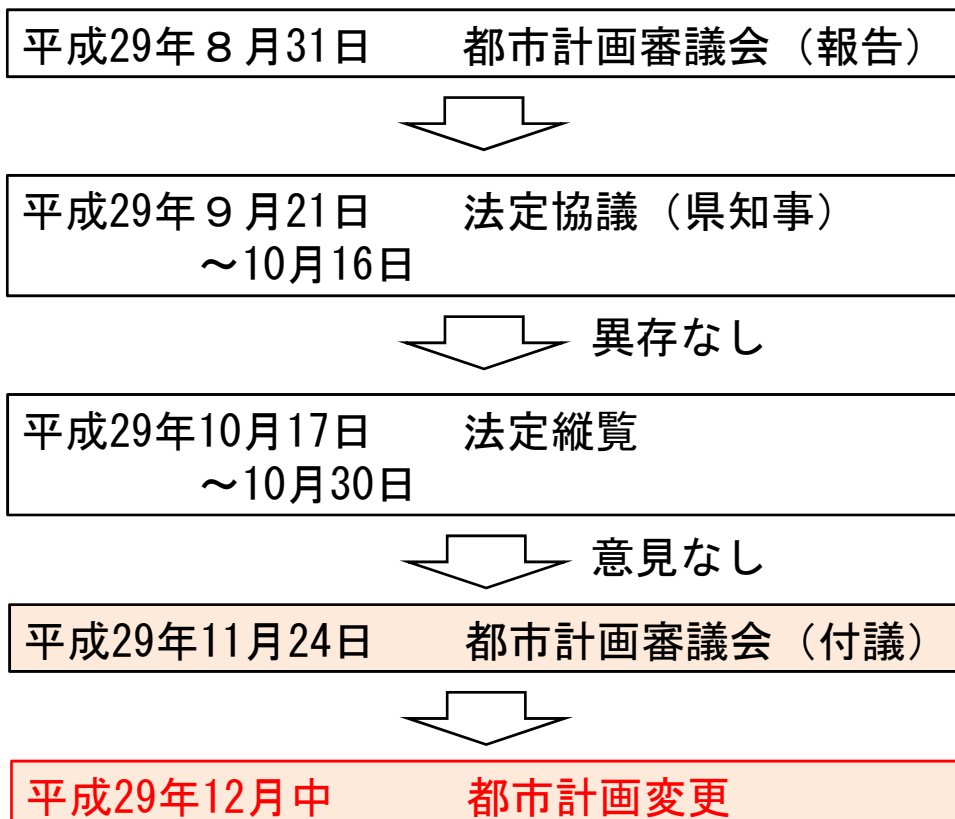 平成29年８月31日　都市計画審議会（報告）
平成29年９月21日　法定協議（県知事）
～10月16日
異存なし
平成29年10月17日　法定縦覧
～10月30日
意見なし
平成29年11月24日　都市計画審議会（付議）
平成29年12月中　都市計画変更